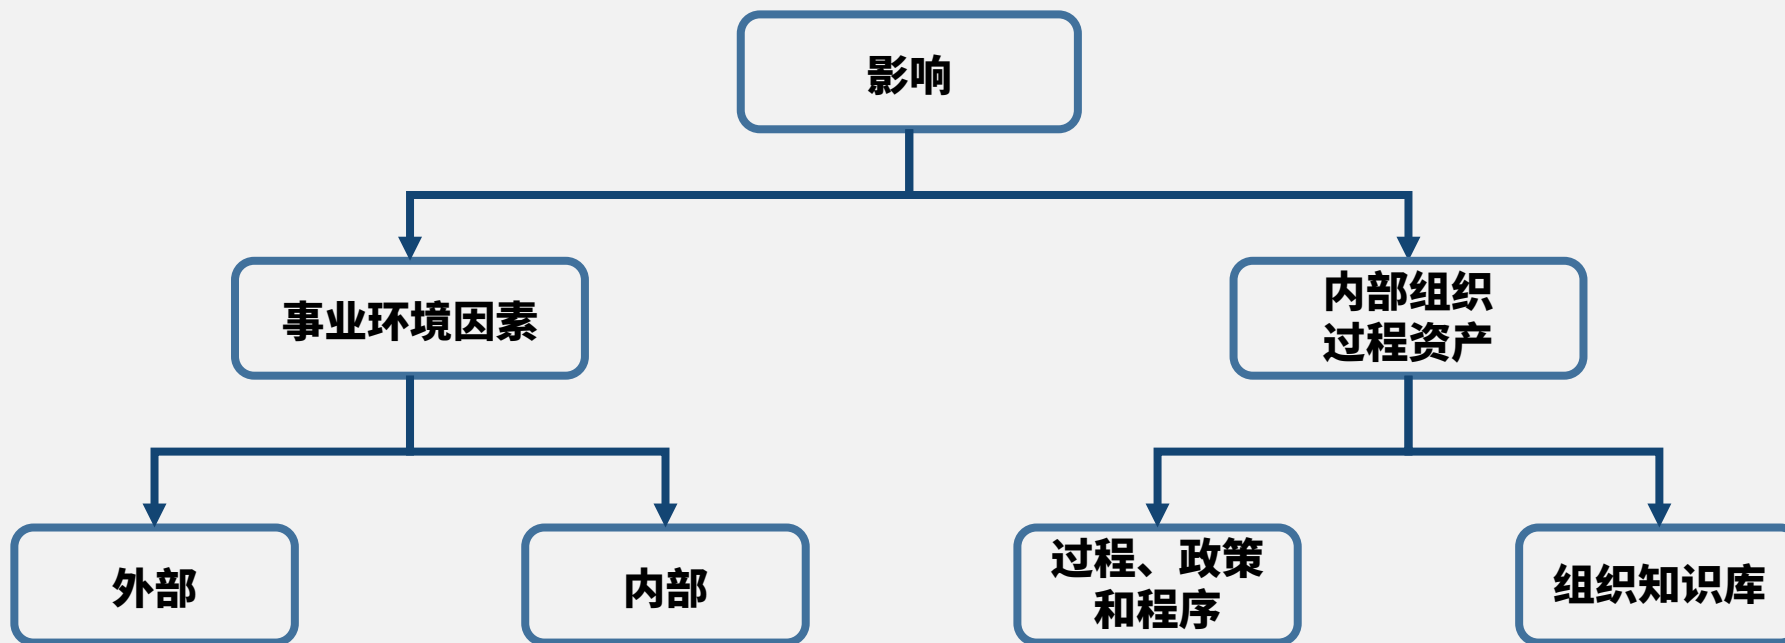 影响
事业环境因素
内部组织
过程资产
外部
内部
过程、政策
和程序
组织知识库